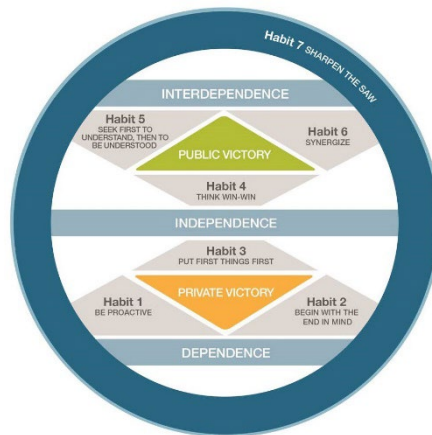 Habit 7 SHARPEN THE SAW
INTERDEPENDENCE
Habit 5
SEEK FIRST TO
UNDERSTAND, THEN TO
BE UNDERSTOOD
Habit 6
SYNERGIZE
PUBLIC VICTORY
Habit 4
THINK WIN-WIN
INDEPENDENCE
Habit 3
PUT FIRST THINGS FIRST
Habit 1
BE PROACTIVE
PRIVATE VICTORY
Habit 2
BEGIN WITH THE
END IN MIND
DEPENDENCE